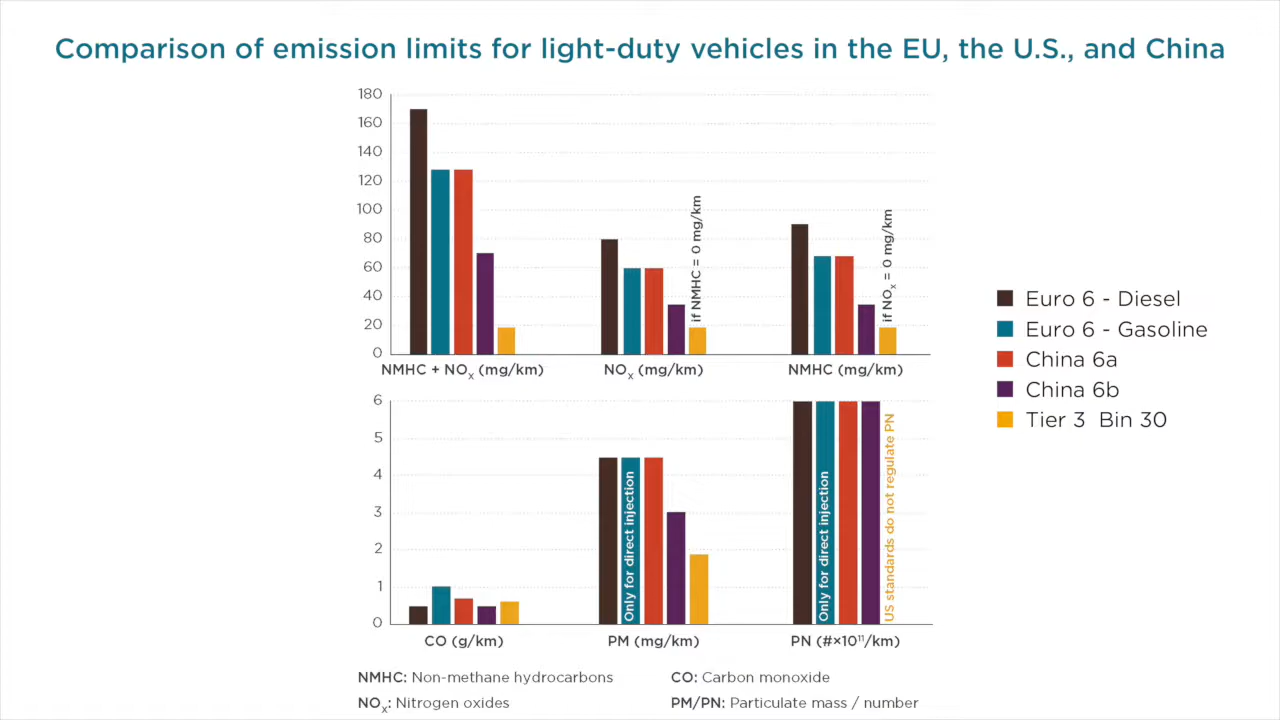 Comparison of emission limits for light-duty vehicles in the EU, the U.S., and China
180
160
140
120
100
80
60
40
20
0
if NMHC = 0 mg/km
if NOx = 0 mg/km
NMHC + NOx (mg/km)
NOx (mg/km)
NMHC (mg/km)
Euro 6 - Diesel
Euro 6 - Gasoline
China 6a
China 6b
Tier 3 Bin 30
6
5
4
3
2
1
0
Only for direct injection
Only for direct injection
US standards do not regulate PN
CO (g/km)
PM (mg/km)
PN (#×10¹¹/km)
NMHC: Non-methane hydrocarbons
CO: Carbon monoxide
NOx: Nitrogen oxides
PM/PN: Particulate mass / number